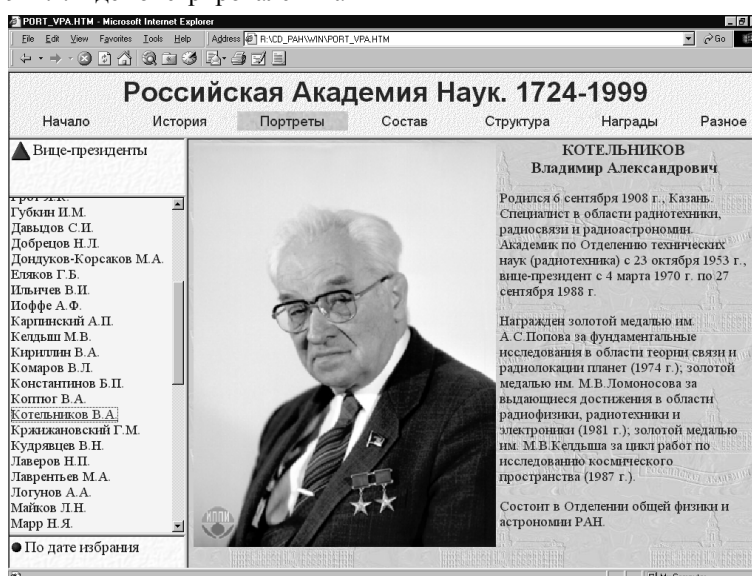 PORT_VPA.HTM - Microsoft Internet Explorer
File Edit View Favorites Tools Help Address R:\CD_PAH\WIN\PORT_VPA.HTM Go
Российская Академия Наук. 1724-1999
Начало История Портреты Состав Структура Награды Разное
Вице-президенты
Губкин И.М.
Давыдов С.И.
Добрецов Н.Л.
Дондуков-Корсаков М.А.
Еляков Г.Б.
Ильичев В.И.
Иоффе А.Ф.
Карпинский А.П.
Келдыш М.В.
Кириллин В.А.
Комаров В.Л.
Константинов Б.П.
Коптюг В.А.
Котельников В.А.
Кржижановский Г.М.
Кудрявцев В.Н.
Лаверов Н.П.
Лаврентьев М.А.
Логунов А.А.
Майков Л.Н.
Марр Н.Я.
По дате избрания
КОТЕЛЬНИКОВ
Владимир Александрович
Родился 6 сентября 1908 г., Казань.
Специалист в области радиотехники,
радиосвязи и радиоастрономии.
Академик по Отделению технических
наук (радиотехника) с 23 октября 1953 г.,
вице-президент с 4 марта 1970 г. по 27
сентября 1988 г.
Награжден золотой медалью им.
А.С.Попова за фундаментальные
исследования в области теории связи и
радиолокации планет (1974 г.); золотой
медалью им. М.В.Ломоносова за
выдающиеся достижения в области
радиофизики, радиотехники и
электроники (1981 г.); золотой медалью
им. М.В.Келдыша за цикл работ по
исследованию космического
пространства (1987 г.).
Состоит в Отделении общей физики и
астрономии РАН.
ИППИ